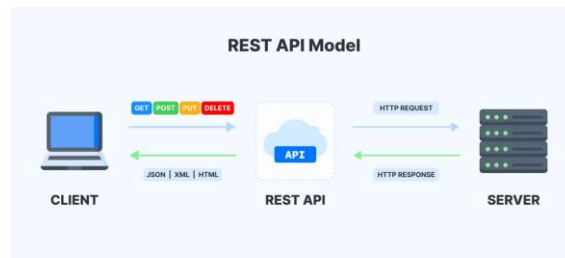 REST API Model
GET POST PUT DELETE
HTTP REQUEST
API
JSON | XML | HTML
HTTP RESPONSE
CLIENT
REST API
SERVER